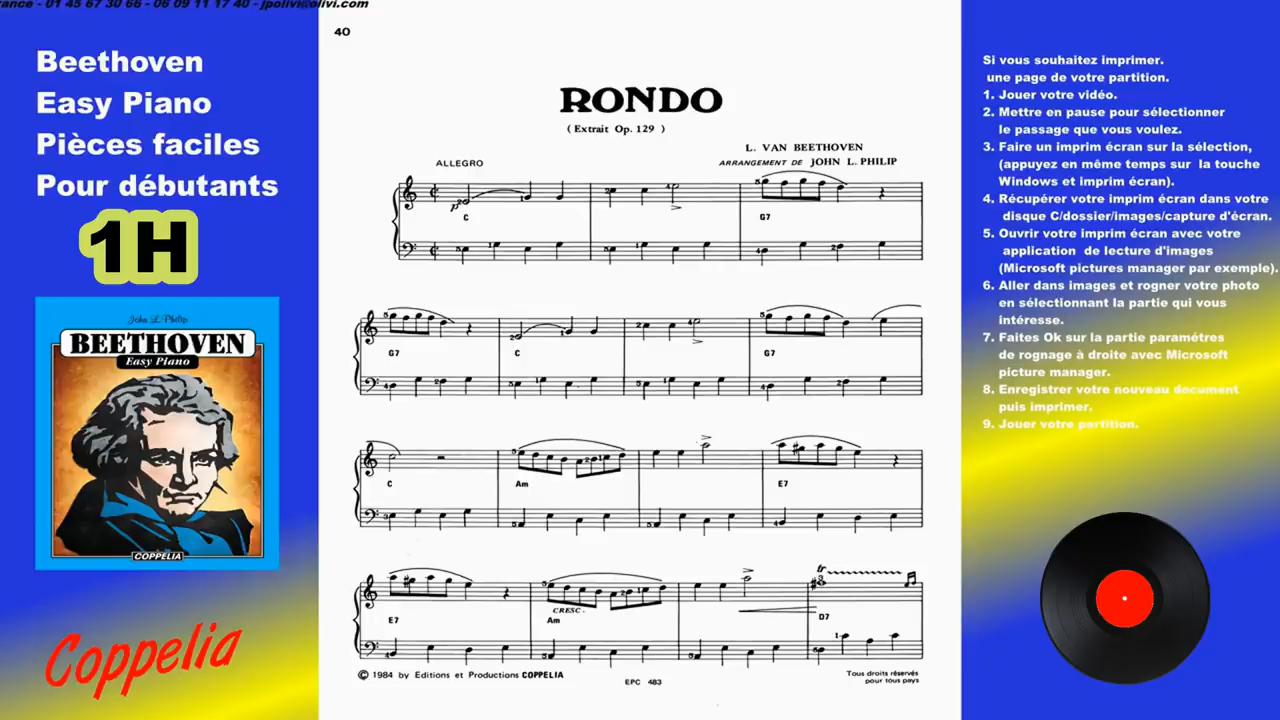 rance - 01 45 67 30 66 - 06 09 11 17 40 - jpolivi@olivi.com
Beethoven
Easy Piano
Pièces faciles
Pour débutants
1H
John L. Philip
BEETHOVEN
Easy Piano
COPPELIA
Coppelia
40
RONDO
( Extrait Op. 129 )
L. VAN BEETHOVEN
ALLEGRO
ARRANGEMENT DE JOHN L. PHILIP
p
C G7
G7 C G7
C Am E7
CRESC.
tr
E7 Am D7
© 1984 by Editions et Productions COPPELIA
EPC 483
Tous droits réservés
pour tous pays
Si vous souhaitez imprimer.
une page de votre partition.
1. Jouer votre vidéo.
2. Mettre en pause pour sélectionner
le passage que vous voulez.
3. Faire un imprim écran sur la sélection,
(appuyez en même temps sur la touche
Windows et imprim écran).
4. Récupérer votre imprim écran dans votre
disque C/dossier/images/capture d'écran.
5. Ouvrir votre imprim écran avec votre
application de lecture d'images
(Microsoft pictures manager par exemple).
6. Aller dans images et rogner votre photo
en sélectionnant la partie qui vous
intéresse.
7. Faites Ok sur la partie paramétres
de rognage à droite avec Microsoft
picture manager.
8. Enregistrer votre nouveau document
puis imprimer.
9. Jouer votre partition.